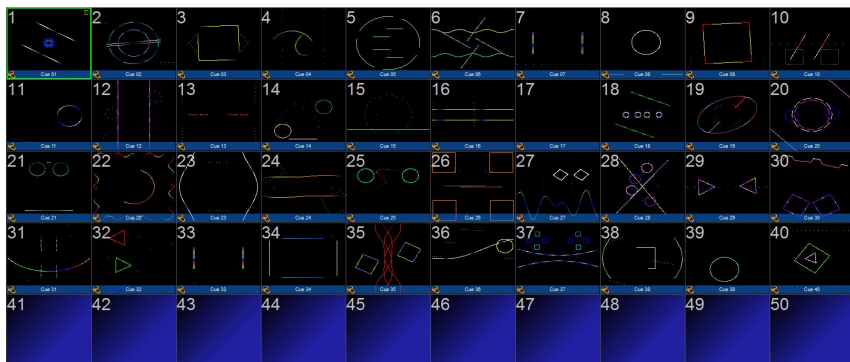 1 2 3 4 5 6 7 8 9 10
Cue 01 Cue 02 Cue 03 Cue 04 Cue 05 Cue 06 Cue 07 Cue 08 Cue 09 Cue 10
11 12 13 14 15 16 17 18 19 20
Cue 11 Cue 12 Cue 13 Cue 14 Cue 15 Cue 16 Cue 17 Cue 18 Cue 19 Cue 20
21 22 23 24 25 26 27 28 29 30
Cue 21 Cue 22 Cue 23 Cue 24 Cue 25 Cue 26 Cue 27 Cue 28 Cue 29 Cue 30
31 32 33 34 35 36 37 38 39 40
Cue 31 Cue 32 Cue 33 Cue 34 Cue 35 Cue 36 Cue 37 Cue 38 Cue 39 Cue 40
41 42 43 44 45 46 47 48 49 50